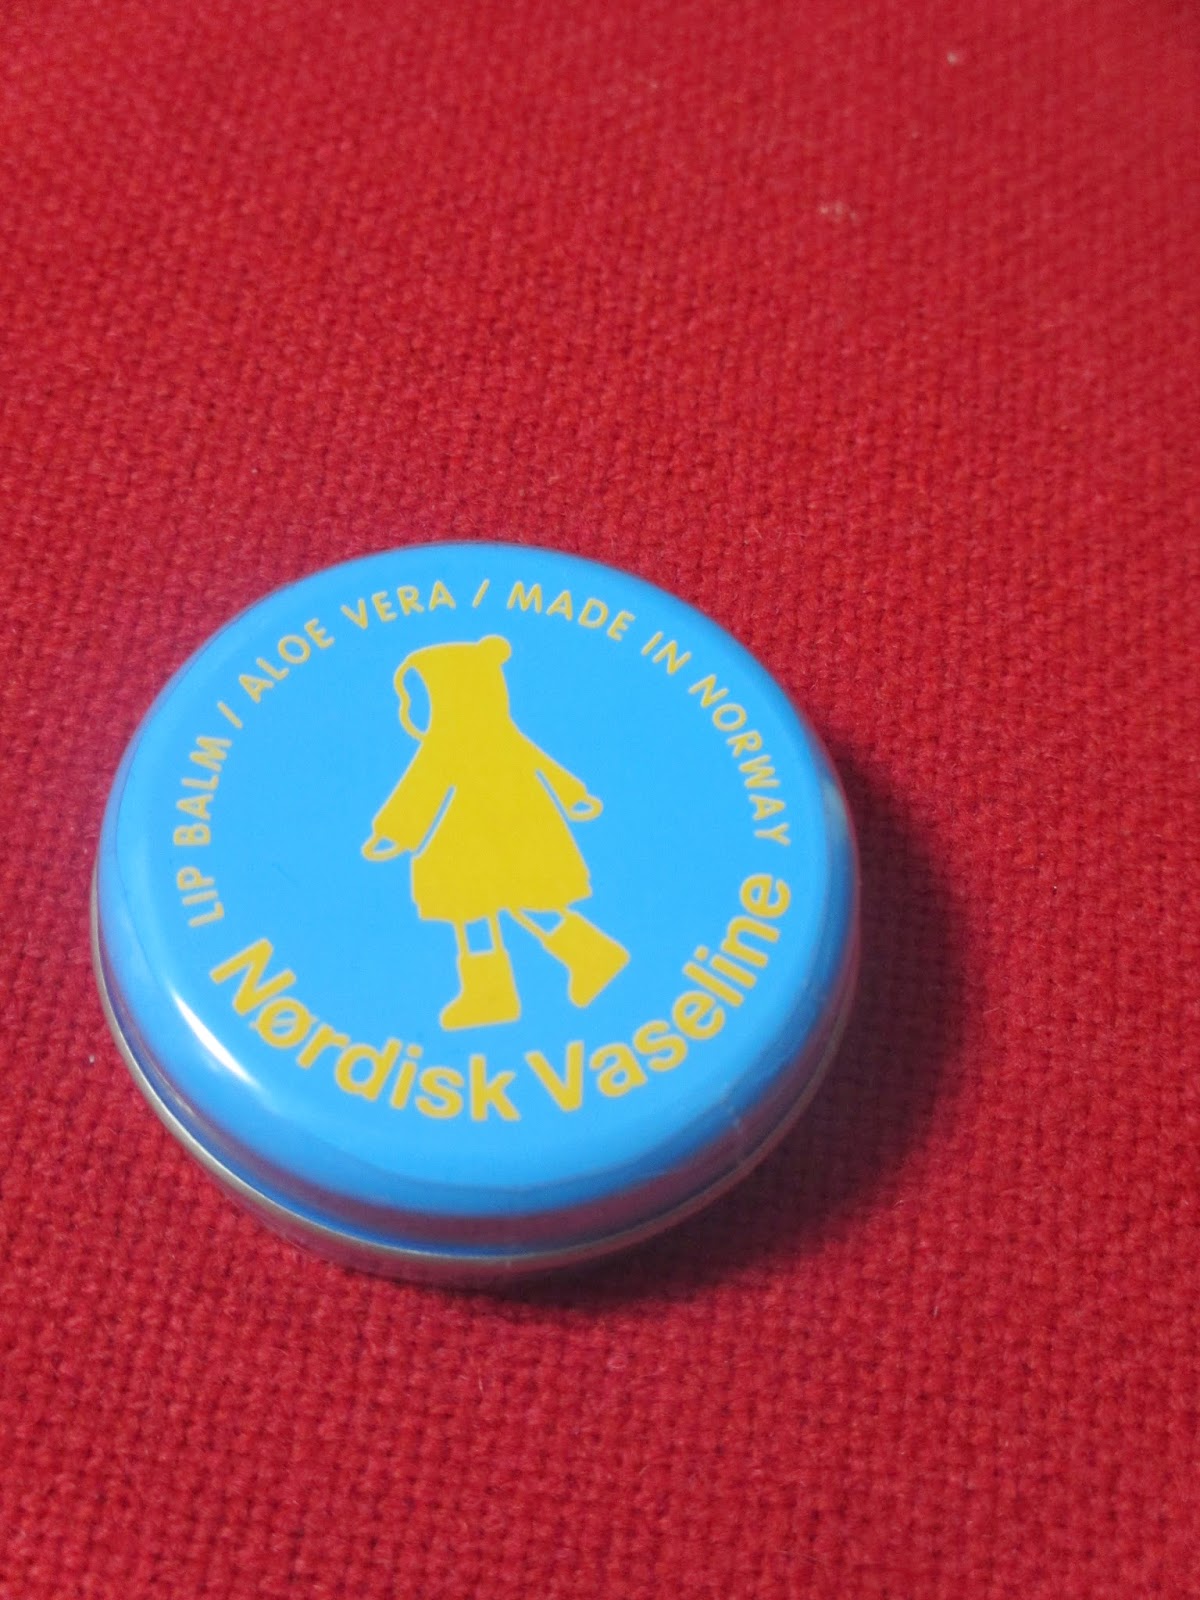 LIP BALM / ALOE VERA / MADE IN NORWAY
Nørdisk Vaseline